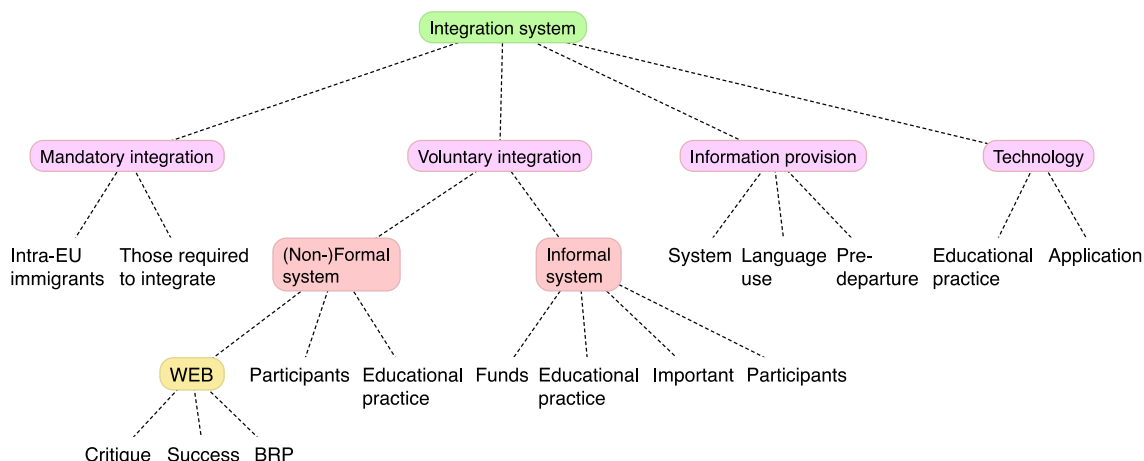 Integration system
Mandatory integration
Voluntary integration
Information provision
Technology
Intra-EU
immigrants
Those required
to integrate
(Non-)Formal
system
Informal
system
System
Language
use
Pre-
departure
Educational
practice
Application
WEB
Participants
Educational
practice
Funds
Educational
practice
Important
Participants
Critique
Success
BRP